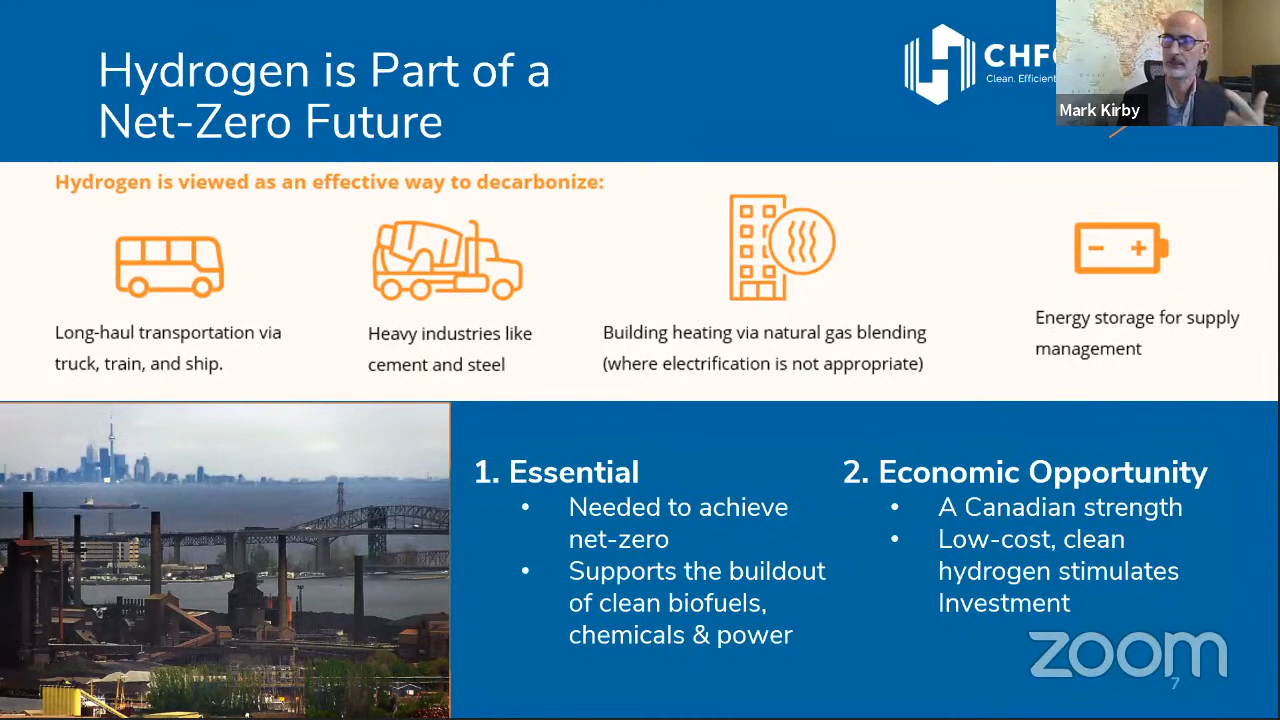 Hydrogen is Part of a
Net-Zero Future
Clean. Efficient
Mark Kirby
Hydrogen is viewed as an effective way to decarbonize:
Long-haul transportation via
truck, train, and ship.
Heavy industries like
cement and steel
Building heating via natural gas blending
(where electrification is not appropriate)
Energy storage for supply
management
1. Essential
• Needed to achieve
net-zero
• Supports the buildout
of clean biofuels,
chemicals & power
2. Economic Opportunity
• A Canadian strength
• Low-cost, clean
hydrogen stimulates
Investment
zoom
7